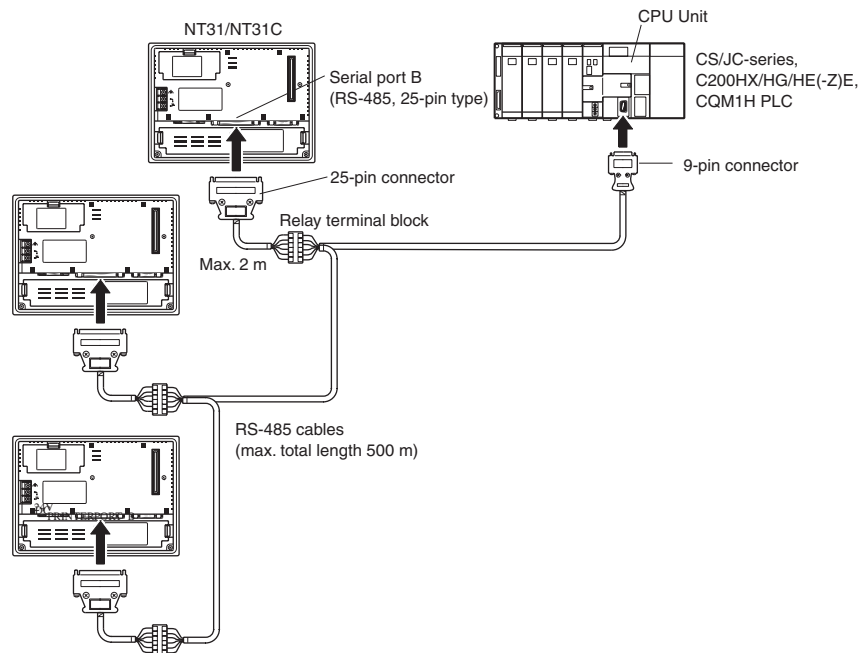 NT31/NT31C
CPU Unit
Serial port B
(RS-485, 25-pin type)
CS/JC-series,
C200HX/HG/HE(-Z)E,
CQM1H PLC
25-pin connector
9-pin connector
Relay terminal block
Max. 2 m
RS-485 cables
(max. total length 500 m)